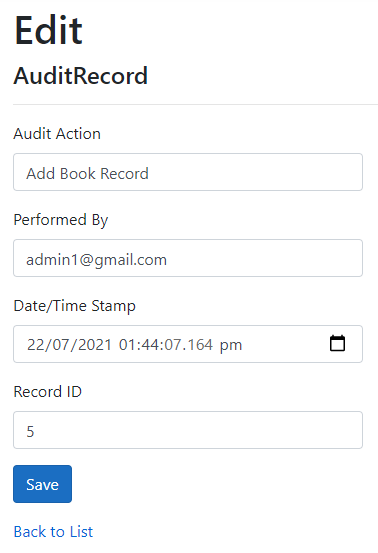 Edit
AuditRecord
Audit Action
Add Book Record
Performed By
admin1@gmail.com
Date/Time Stamp
22/07/2021 01:44:07.164 pm
Record ID
5
Save
Back to List